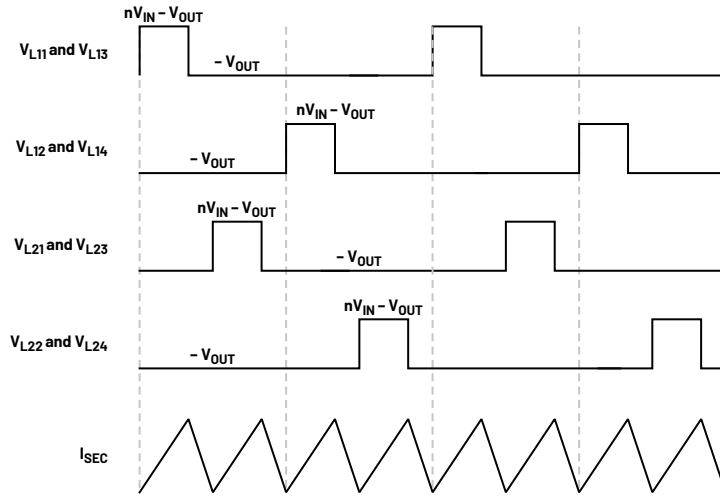 nVIN – VOUT
VL11 and VL13
– VOUT
nVIN – VOUT
VL12 and VL14
– VOUT
nVIN – VOUT
VL21 and VL23
– VOUT
nVIN – VOUT
VL22 and VL24
– VOUT
ISEC